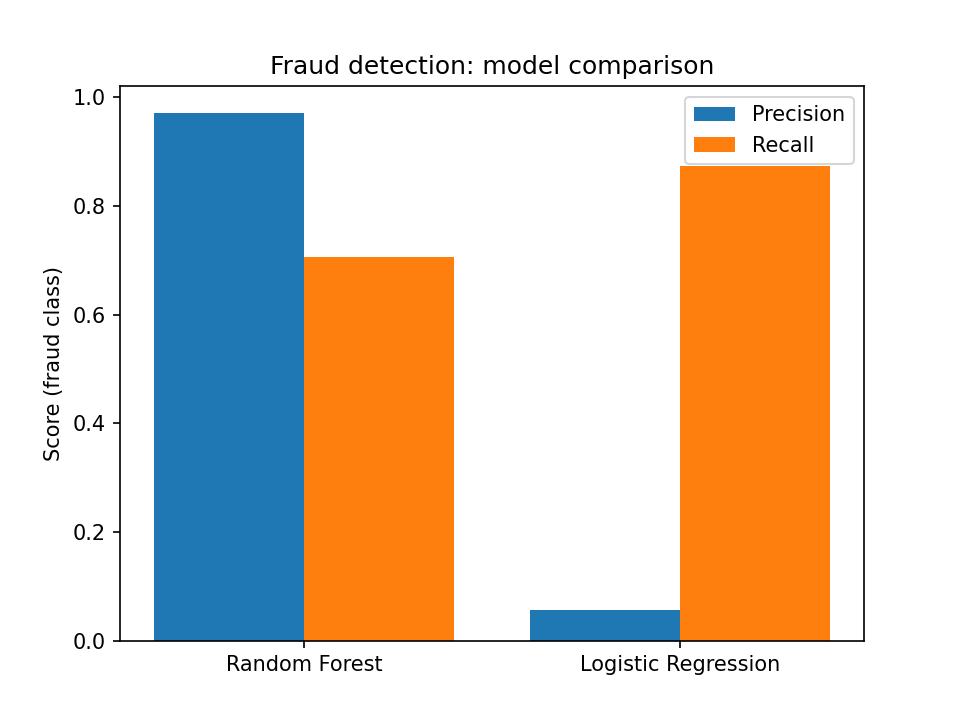 Fraud detection: model comparison
Precision
Recall
Score (fraud class)
1.0
0.8
0.6
0.4
0.2
0.0
Random Forest
Logistic Regression